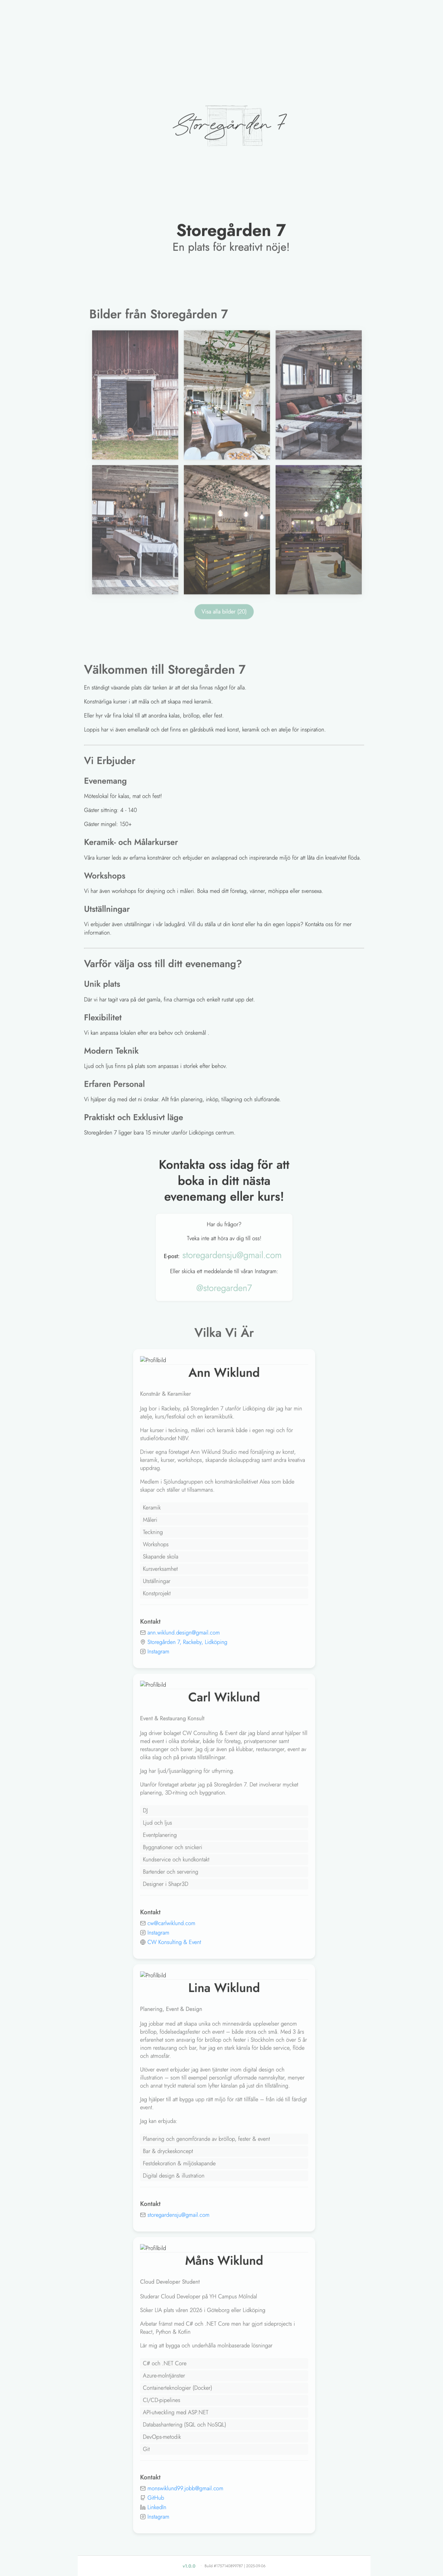 Storegården 7
Storegården 7
En plats för kreativt nöje!
Bilder från Storegården 7
Visa alla bilder (20)
Välkommen till Storegården 7
En ständigt växande plats där tanken är att det ska finnas något för alla.
Konstnärliga kurser i att måla och att skapa med keramik.
Eller hyr vår fina lokal till att anordna kalas, bröllop, eller fest.
Loppis har vi även emellanåt och det finns en gårdsbutik med konst, keramik och en atelje för inspiration.
Vi Erbjuder
Evenemang
Möteslokal för kalas, mat och fest!
Gäster sittning: 4 - 140
Gäster mingel: 150+
Keramik- och Målarkurser
Våra kurser leds av erfarna konstnärer och erbjuder en avslappnad och inspirerande miljö för att låta din kreativitet flöda.
Workshops
Vi har även workshops för drejning och i måleri. Boka med ditt företag, vänner, möhippa eller svensexa.
Utställningar
Vi erbjuder även utställningar i vår ladugård. Vill du ställa ut din konst eller ha din egen loppis? Kontakta oss för mer
information.
Varför välja oss till ditt evenemang?
Unik plats
Där vi har tagit vara på det gamla, fina charmiga och enkelt rustat upp det.
Flexibilitet
Vi kan anpassa lokalen efter era behov och önskemål .
Modern Teknik
Ljud och ljus finns på plats som anpassas i storlek efter behov.
Erfaren Personal
Vi hjälper dig med det ni önskar. Allt från planering, inköp, tillagning och slutförande.
Praktiskt och Exklusivt läge
Storegården 7 ligger bara 15 minuter utanför Lidköpings centrum.
Kontakta oss idag för att
boka in ditt nästa
evenemang eller kurs!
Har du frågor?
Tveka inte att höra av dig till oss!
E-post: storegardensju@gmail.com
Eller skicka ett meddelande till våran Instagram:
@storegarden7
Vilka Vi Är
Profilbild
Ann Wiklund
Konstnär & Keramiker
Jag bor i Rackeby, på Storegården 7 utanför Lidköping där jag har min
atelje, kurs/festlokal och en keramikbutik.
Har kurser i teckning, måleri och keramik både i egen regi och för
studieförbundet NBV.
Driver egna företaget Ann Wiklund Studio med försäljning av konst,
keramik, kurser, workshops, skapande skolauppdrag samt andra kreativa
uppdrag.
Medlem i Sjölundagruppen och konstnärskollektivet Alea som både
skapar och ställer ut tillsammans.
Keramik
Måleri
Teckning
Workshops
Skapande skola
Kursverksamhet
Utställningar
Konstprojekt
Kontakt
ann.wiklund.design@gmail.com
Storegården 7, Rackeby, Lidköping
Instagram
Profilbild
Carl Wiklund
Event & Restaurang Konsult
Jag driver bolaget CW Consulting & Event där jag bland annat hjälper till
med event i olika storlekar, både för företag, privatpersoner samt
restauranger och barer. Jag dj:ar även på klubbar, restauranger, event av
olika slag och på privata tillställningar.
Jag har ljud/ljusanläggning för uthyrning.
Utanför företaget arbetar jag på Storegården 7. Det involverar mycket
planering, 3D-ritning och byggnation.
DJ
Ljud och ljus
Eventplanering
Byggnationer och snickeri
Kundservice och kundkontakt
Bartender och servering
Designer i Shapr3D
Kontakt
cw@carlwiklund.com
Instagram
CW Konsulting & Event
Profilbild
Lina Wiklund
Planering, Event & Design
Jag jobbar med att skapa unika och minnesvärda upplevelser genom
bröllop, födelsedagsfester och event – både stora och små. Med 3 års
erfarenhet som ansvarig för bröllop och fester i Stockholm och över 5 år
inom restaurang och bar, har jag en stark känsla för både service, flöde
och atmosfär.
Utöver event erbjuder jag även tjänster inom digital design och
illustration – som till exempel personligt utformade namnskyltar, menyer
och annat tryckt material som lyfter känslan på just din tillställning.
Jag hjälper till att bygga upp rätt miljö för rätt tillfälle – från idé till färdigt
event.
Jag kan erbjuda:
Planering och genomförande av bröllop, fester & event
Bar & dryckeskoncept
Festdekoration & miljöskapande
Digital design & illustration
Kontakt
storegardensju@gmail.com
Profilbild
Måns Wiklund
Cloud Developer Student
Studerar Cloud Developer på YH Campus Mölndal
Söker LIA plats våren 2026 i Göteborg eller Lidköping
Arbetar främst med C# och .NET Core men har gjort sideprojects i
React, Python & Kotlin
Lär mig att bygga och underhålla molnbaserade lösningar
C# och .NET Core
Azure-molntjänster
Containerteknologier (Docker)
CI/CD-pipelines
API-utveckling med ASP.NET
Databashantering (SQL och NoSQL)
DevOps-metodik
Git
Kontakt
monswiklund99.jobb@gmail.com
GitHub
LinkedIn
Instagram
v1.0.0